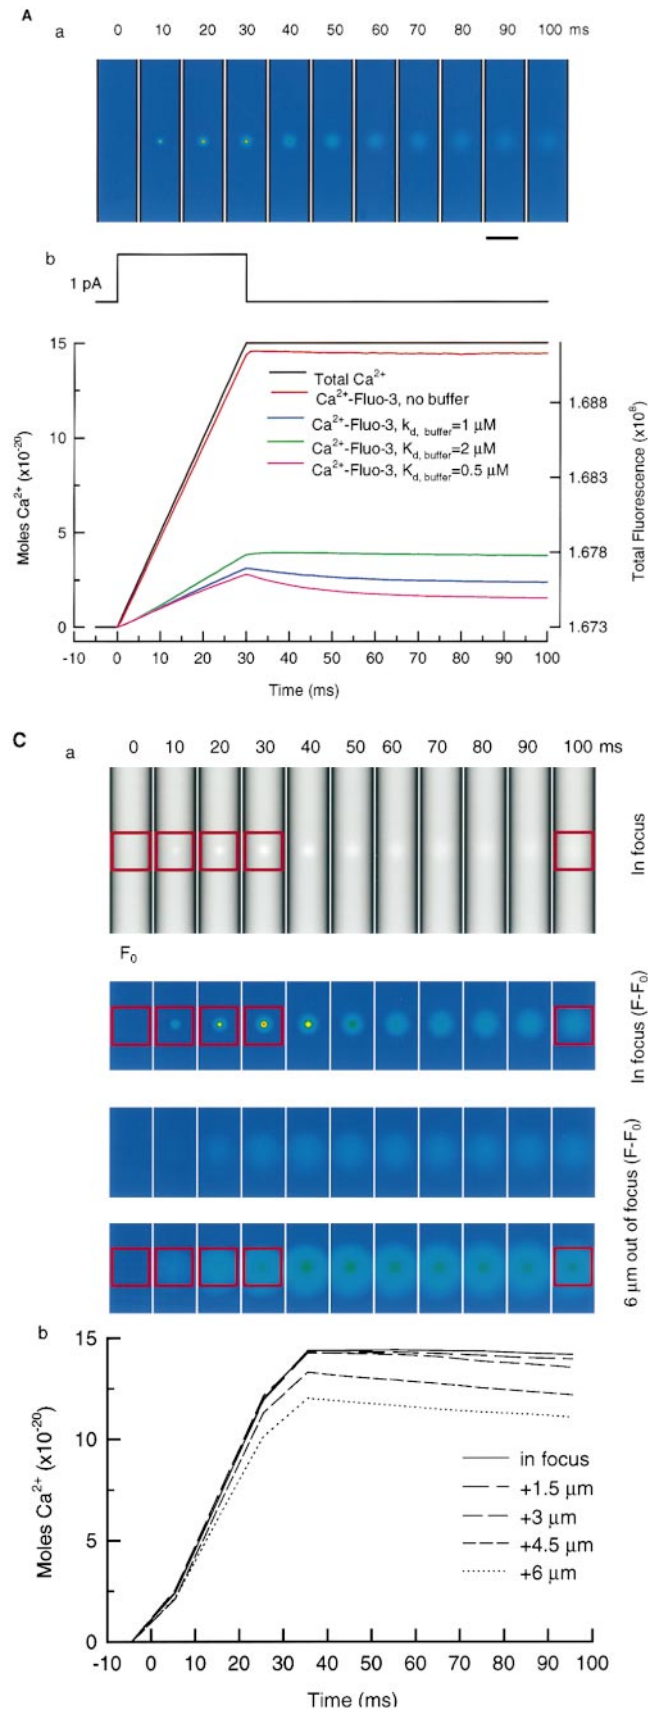 A
a 0 10 20 30 40 50 60 70 80 90 100 ms
b
1 pA
15
10
5
0
Moles Ca²⁺ (x10⁻²⁰)
Total Ca²⁺
Ca²⁺-Fluo-3, no buffer
Ca²⁺-Fluo-3, k_d, buffer=1 µM
Ca²⁺-Fluo-3, K_d, buffer=2 µM
Ca²⁺-Fluo-3, K_d, buffer=0.5 µM
1.688
1.683
1.678
1.673
Total Fluorescence (x10⁸)
-10 0 10 20 30 40 50 60 70 80 90 100
Time (ms)
C
a 0 10 20 30 40 50 60 70 80 90 100 ms
In focus
F₀
In focus (F-F₀)
6 µm out of focus (F-F₀)
b
15
10
5
0
Moles Ca²⁺ (x10⁻²⁰)
in focus
+1.5 µm
+3 µm
+4.5 µm
+6 µm
-10 0 10 20 30 40 50 60 70 80 90 100
Time (ms)